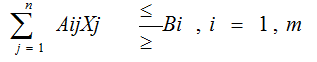 n
∑ AijXj ≤ ≥ Bi , i = 1 , m
j = 1